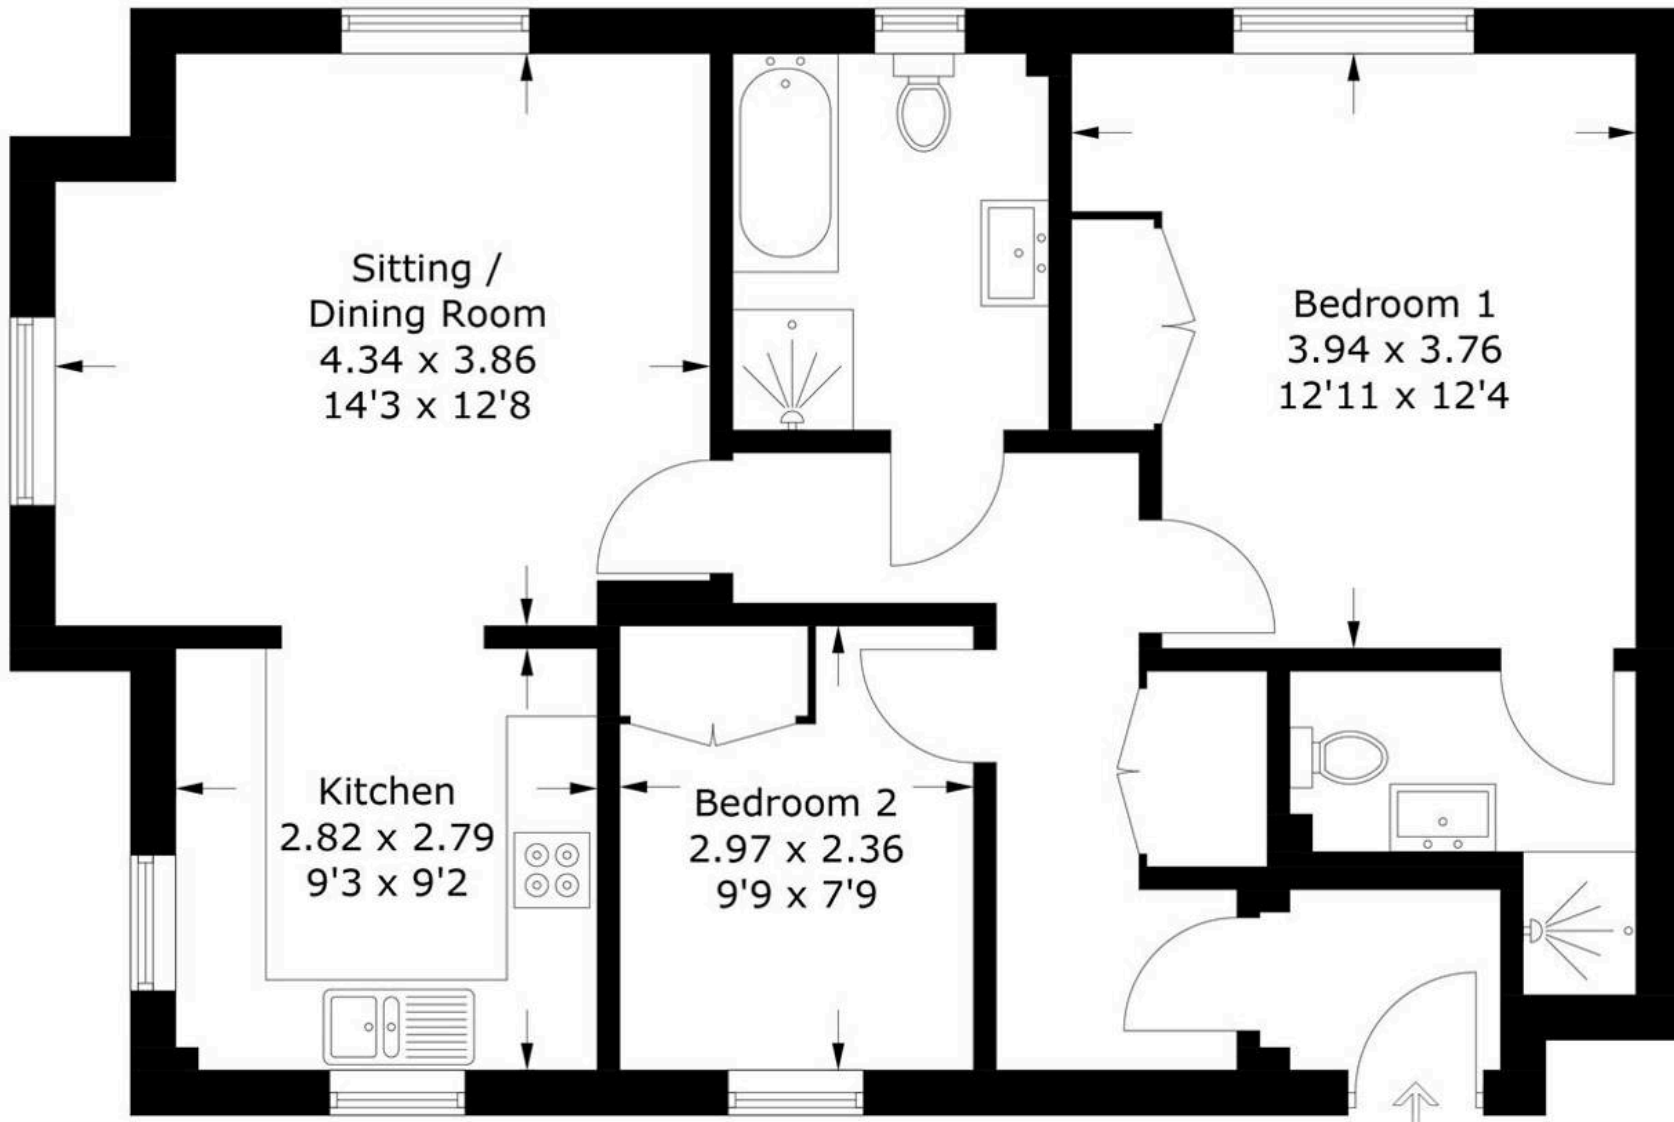 Sitting /
Dining Room
4.34 x 3.86
14'3 x 12'8
Bedroom 1
3.94 x 3.76
12'11 x 12'4
Kitchen
2.82 x 2.79
9'3 x 9'2
Bedroom 2
2.97 x 2.36
9'9 x 7'9